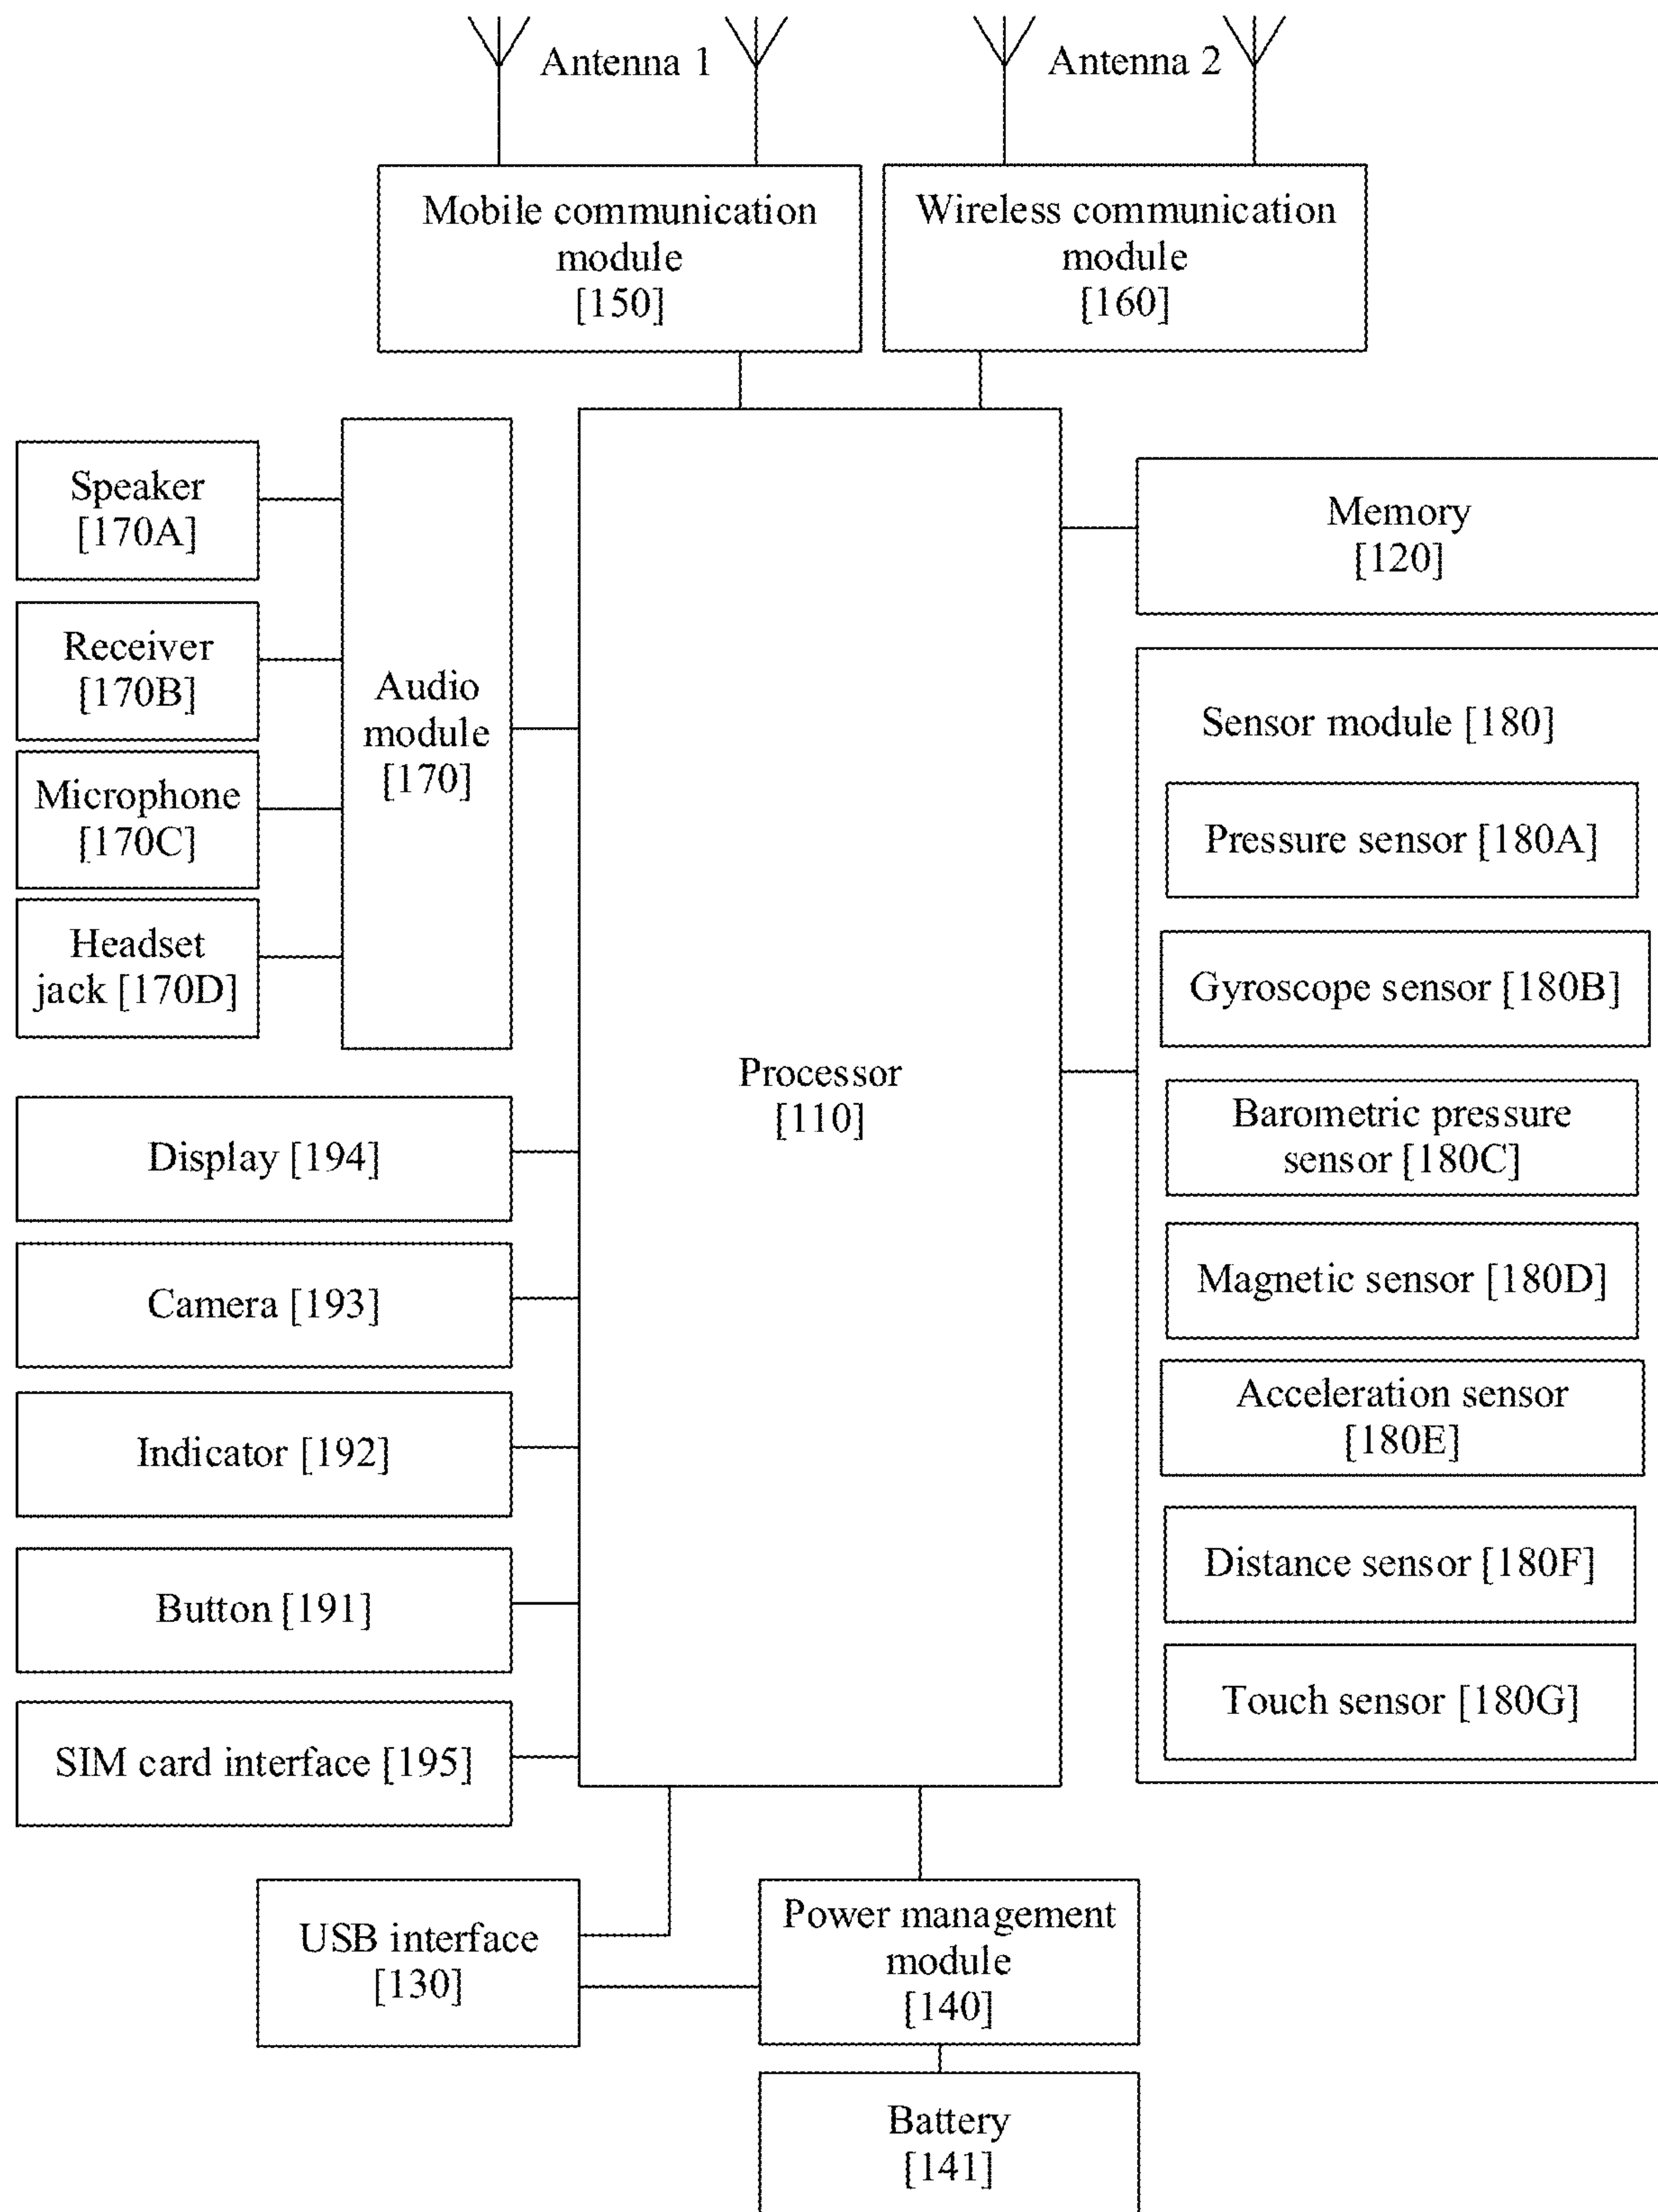 Antenna 1
Antenna 2
Mobile communication
module
[150]
Wireless communication
module
[160]
Speaker
[170A]
Receiver
[170B]
Microphone
[170C]
Headset
jack [170D]
Audio
module
[170]
Display [194]
Camera [193]
Indicator [192]
Button [191]
SIM card interface [195]
Processor
[110]
Memory
[120]
Sensor module [180]
Pressure sensor [180A]
Gyroscope sensor [180B]
Barometric pressure
sensor [180C]
Magnetic sensor [180D]
Acceleration sensor
[180E]
Distance sensor [180F]
Touch sensor [180G]
USB interface
[130]
Power management
module
[140]
Battery
[141]